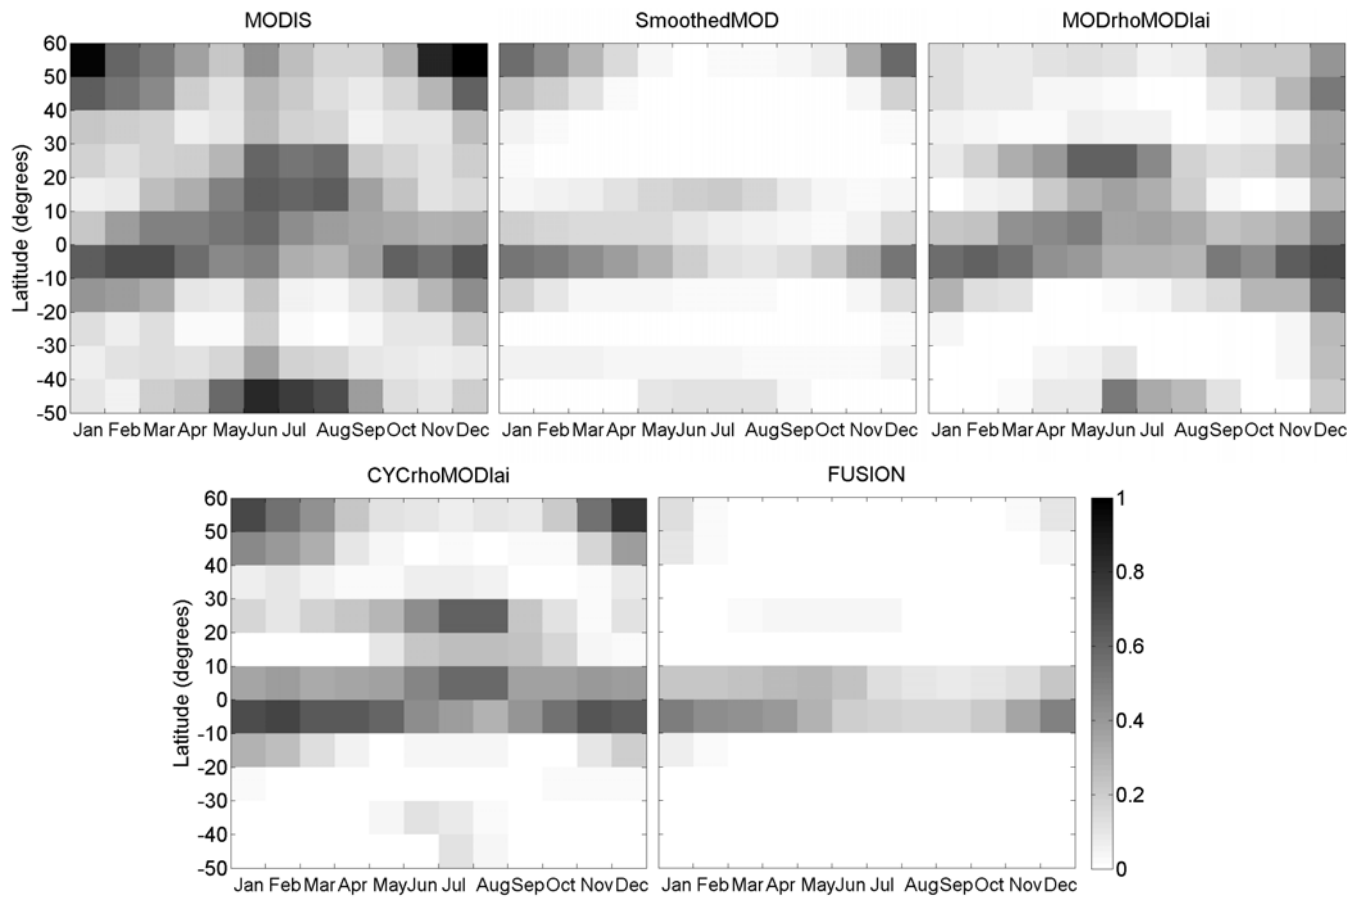 MODIS
SmoothedMOD
MODrhoMODlai
60
50
40
30
20
10
0
-10
-20
-30
-40
-50
Latitude (degrees)
Jan Feb Mar Apr May Jun Jul Aug Sep Oct Nov Dec
Jan Feb Mar Apr May Jun Jul Aug Sep Oct Nov Dec
Jan Feb Mar Apr May Jun Jul Aug Sep Oct Nov Dec
CYCrhoMODlai
FUSION
60
50
40
30
20
10
0
-10
-20
-30
-40
-50
Latitude (degrees)
Jan Feb Mar Apr May Jun Jul Aug Sep Oct Nov Dec
Jan Feb Mar Apr May Jun Jul Aug Sep Oct Nov Dec
1
0.8
0.6
0.4
0.2
0